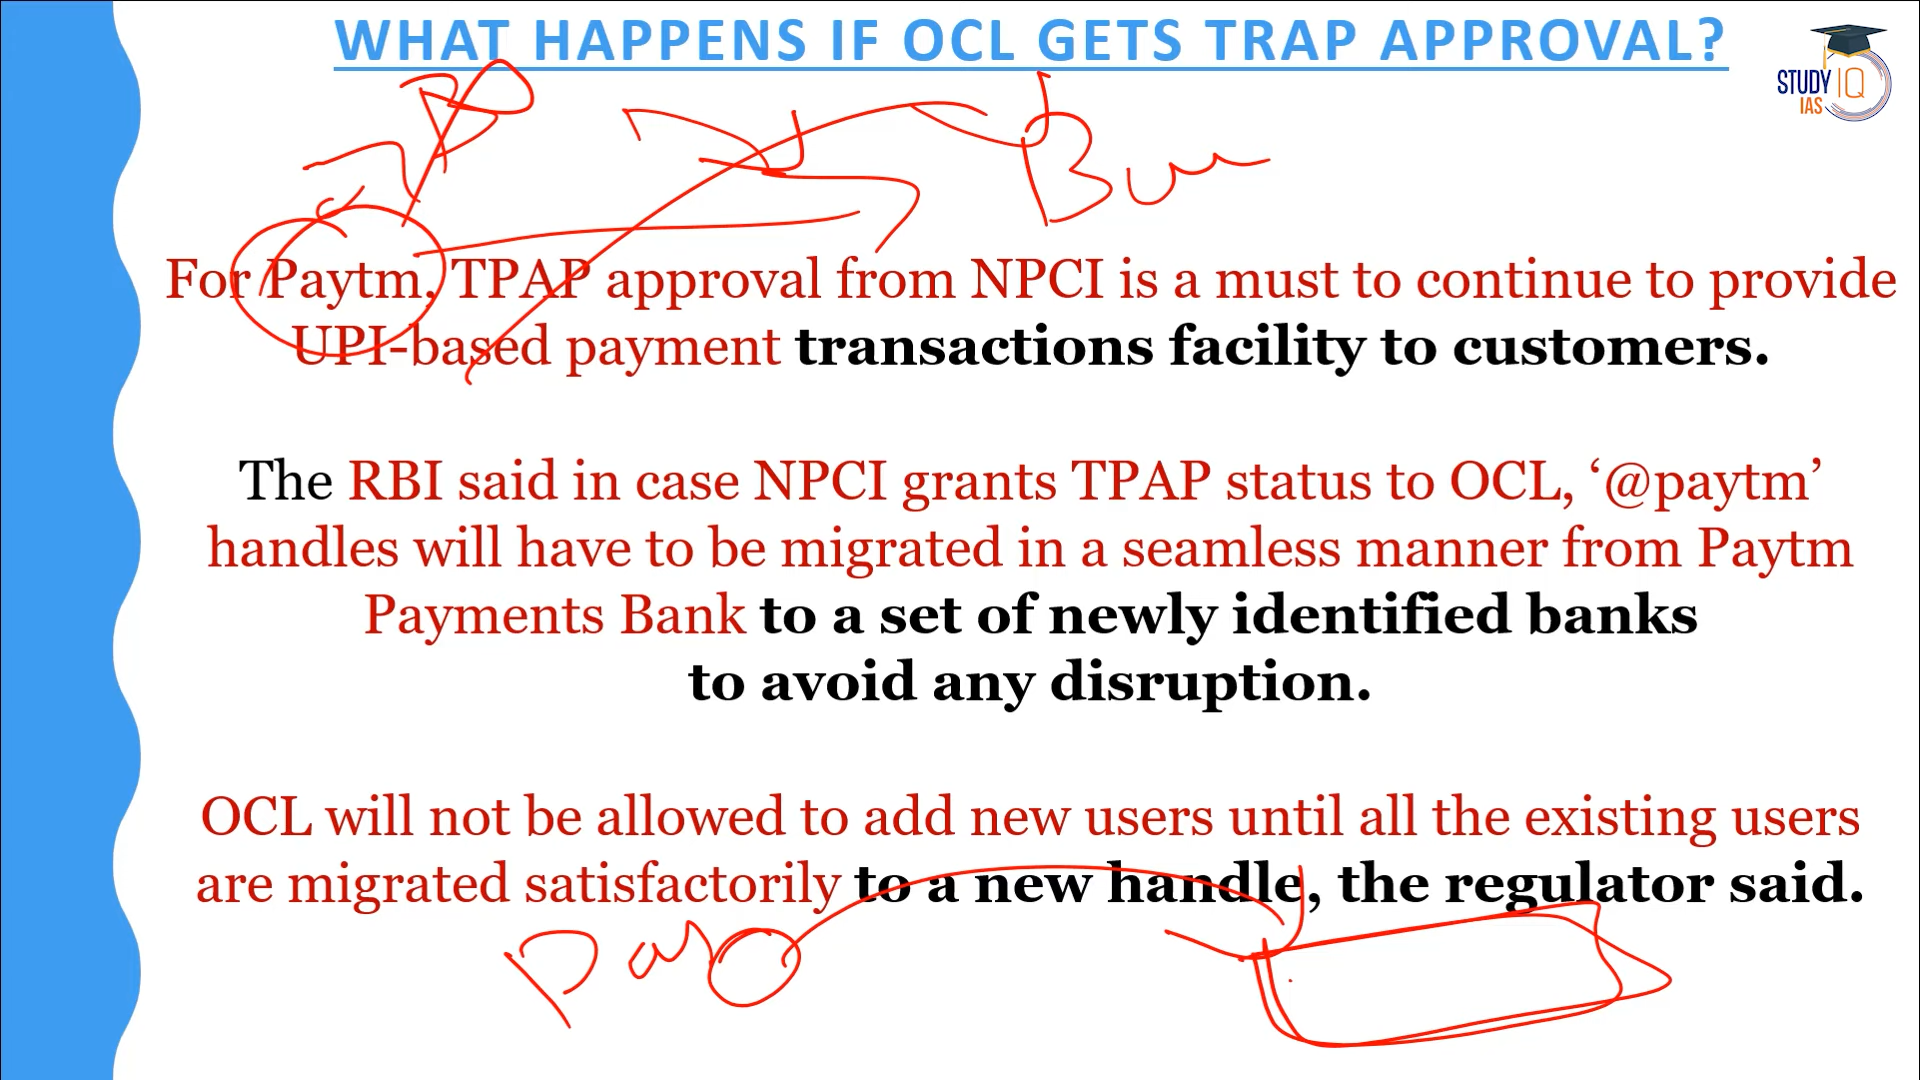 WHAT HAPPENS IF OCL GETS TRAP APPROVAL?
STUDY IQ
IAS
For Paytm, TPAP approval from NPCI is a must to continue to provide
UPI-based payment transactions facility to customers.
The RBI said in case NPCI grants TPAP status to OCL, ‘@paytm’
handles will have to be migrated in a seamless manner from Paytm
Payments Bank to a set of newly identified banks
to avoid any disruption.
OCL will not be allowed to add new users until all the existing users
are migrated satisfactorily to a new handle, the regulator said.